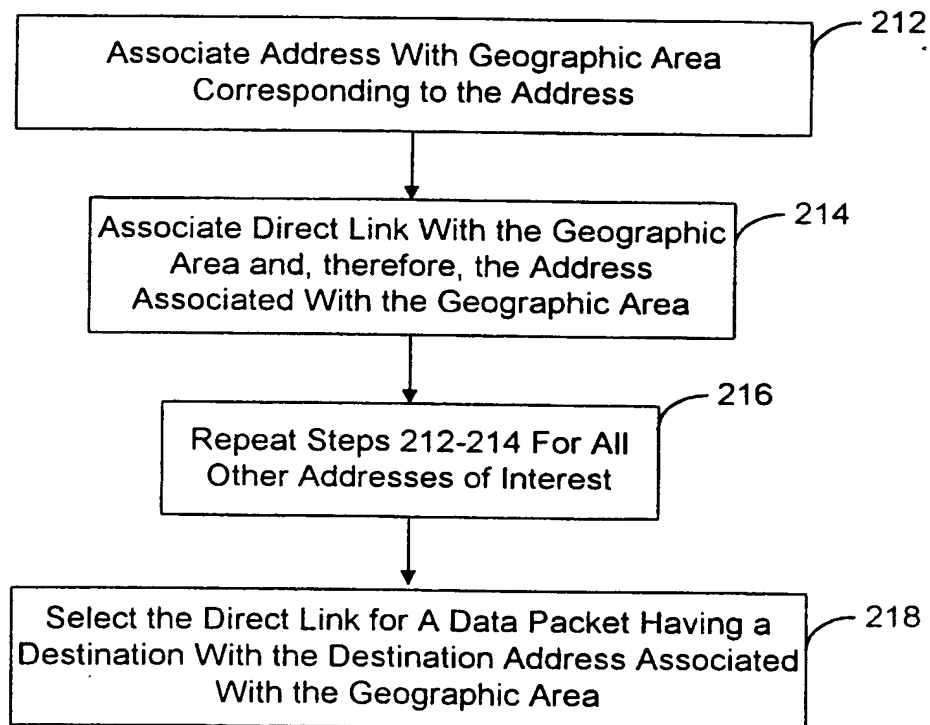 212
Associate Address With Geographic Area
Corresponding to the Address
214
Associate Direct Link With the Geographic
Area and, therefore, the Address
Associated With the Geographic Area
216
Repeat Steps 212-214 For All
Other Addresses of Interest
218
Select the Direct Link for A Data Packet Having a
Destination With the Destination Address Associated
With the Geographic Area